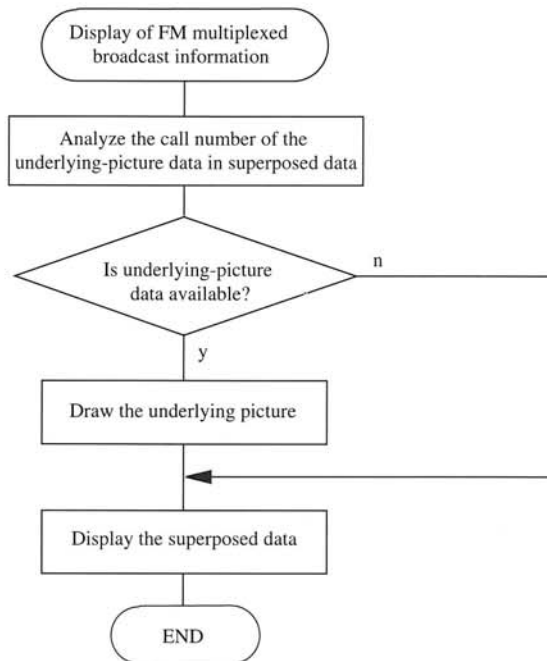 Display of FM multiplexed
broadcast information
Analyze the call number of the
underlying-picture data in superposed data
Is underlying-picture
data available?
n
y
Draw the underlying picture
Display the superposed data
END